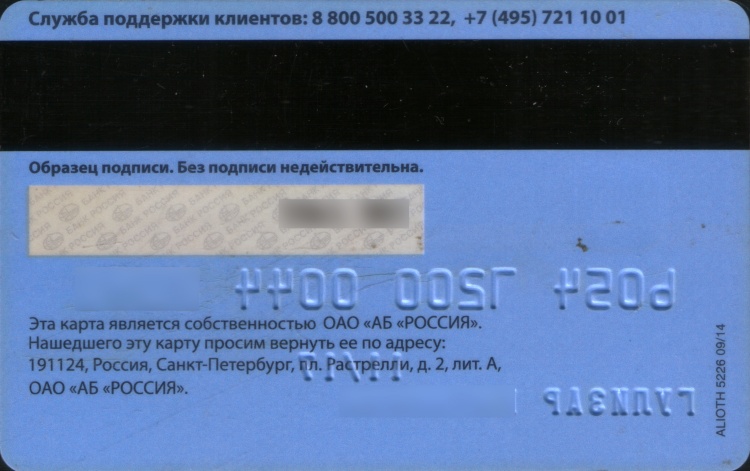 Служба поддержки клиентов: 8 800 500 33 22, +7 (495) 721 10 01
Образец подписи. Без подписи недействительна.
БАНК РОССИЯ
Эта карта является собственностью ОАО «АБ «РОССИЯ».
Нашедшего эту карту просим вернуть ее по адресу:
191124, Россия, Санкт-Петербург, пл. Растрелли, д. 2, лит. А,
ОАО «АБ «РОССИЯ».
ALIOTH 5226 09/14